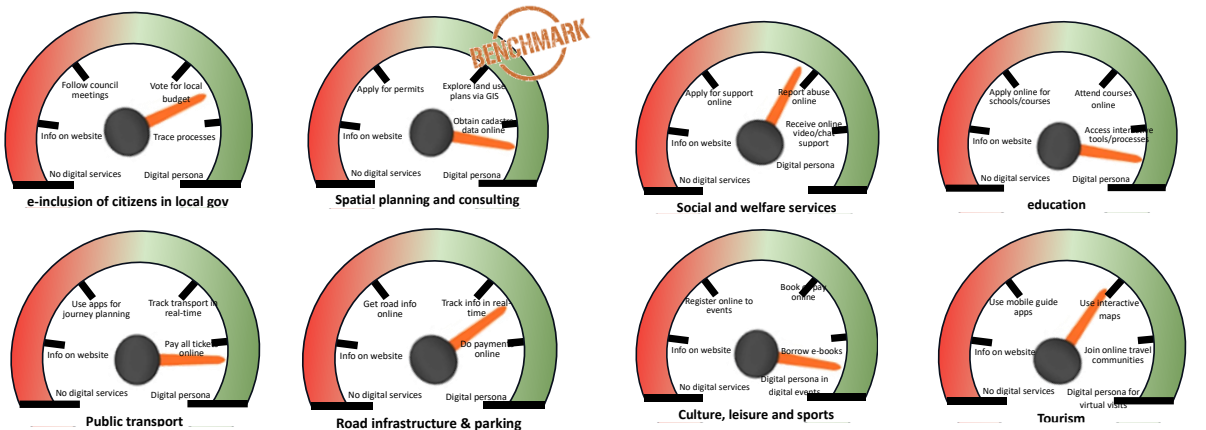 BENCHMARK
Follow council
meetings
Vote for local
budget
Info on website
Trace processes
No digital services
Digital persona
e-inclusion of citizens in local gov
Apply for permits
Explore land use
plans via GIS
Info on website
Obtain cadastre
data online
No digital services
Digital persona
Spatial planning and consulting
Apply for support
online
Report abuse
online
Info on website
Receive online
video/chat
support
No digital services
Digital persona
Social and welfare services
Apply online for
schools/courses
Attend courses
online
Info on website
Access interactive
tools/processes
No digital services
Digital persona
education
Use apps for
journey planning
Track transport in
real-time
Info on website
Pay all tickets
online
No digital services
Digital persona
Public transport
Get road info
online
Track info in real-
time
Info on website
Do payments
online
No digital services
Digital persona
Road infrastructure & parking
Register online to
events
Book & pay
online
Info on website
Borrow e-books
No digital services
Digital persona in
digital events
Culture, leisure and sports
Use mobile guide
apps
Use interactive
maps
Info on website
Join online travel
communities
No digital services
Digital persona for
virtual visits
Tourism